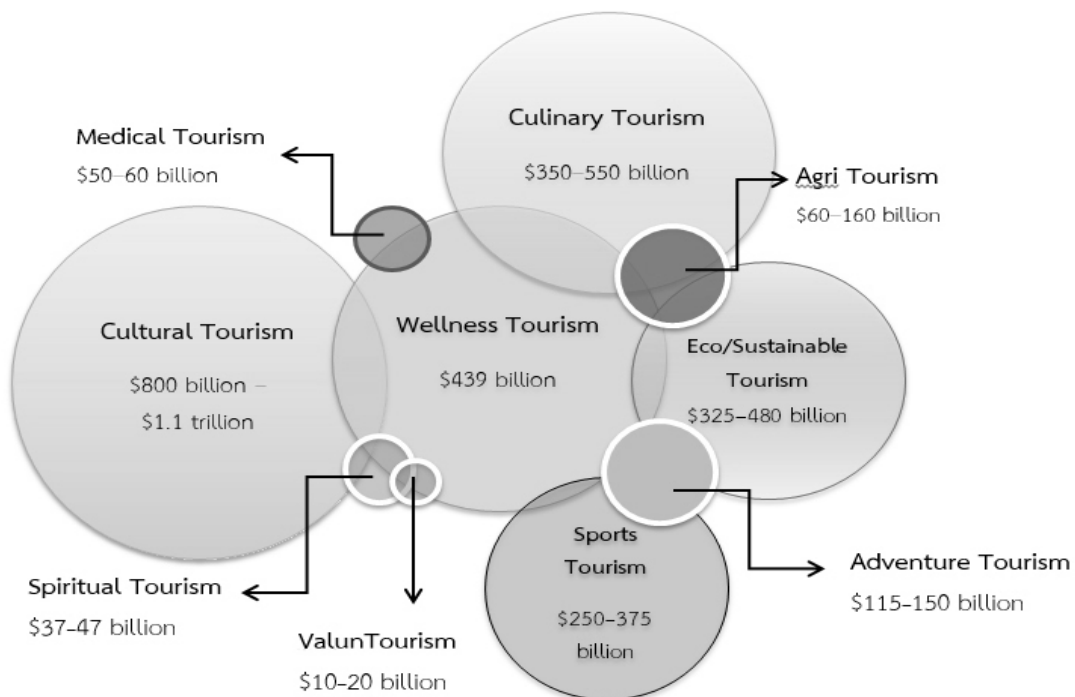 Culinary Tourism
$350–550 billion
Medical Tourism
$50–60 billion
Agri Tourism
$60–160 billion
Cultural Tourism
$800 billion –
$1.1 trillion
Wellness Tourism
$439 billion
Eco/Sustainable
Tourism
$325–480 billion
Sports
Tourism
$250–375
billion
Spiritual Tourism
$37–47 billion
ValunTourism
$10–20 billion
Adventure Tourism
$115–150 billion